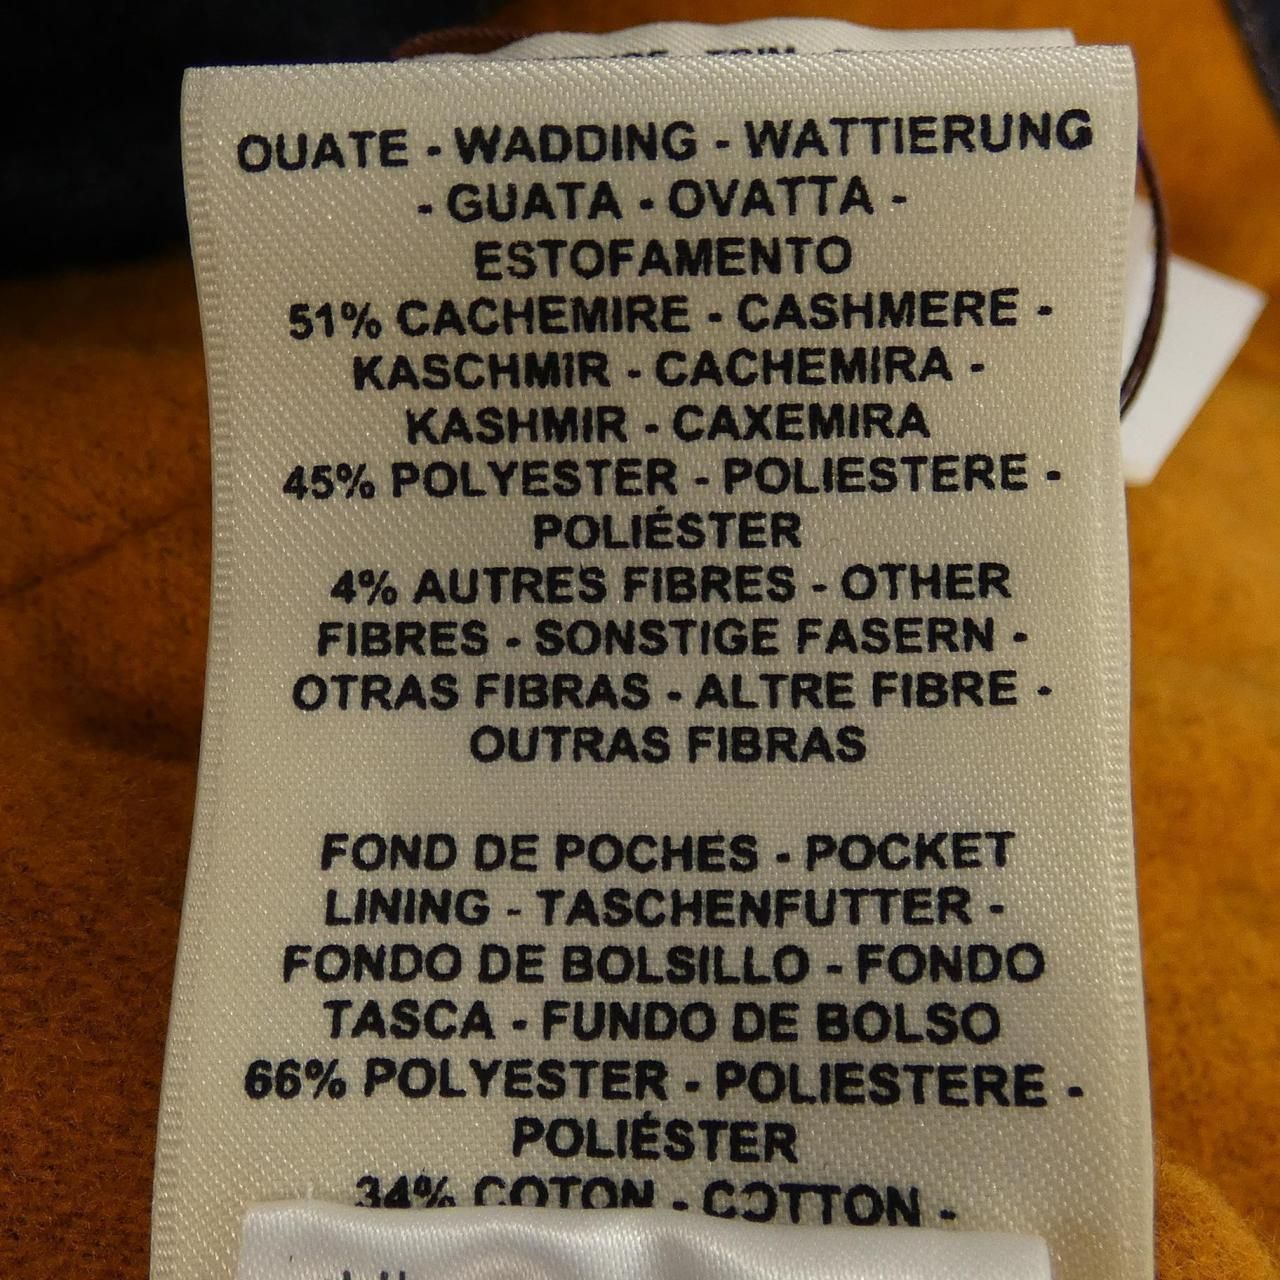 TRIM
OUATE - WADDING - WATTIERUNG
- GUATA - OVATTA -
ESTOFAMENTO
51% CACHEMIRE - CASHMERE -
KASCHMIR - CACHEMIRA -
KASHMIR - CAXEMIRA
45% POLYESTER - POLIESTERE -
POLIÉSTER
4% AUTRES FIBRES - OTHER
FIBRES - SONSTIGE FASERN -
OTRAS FIBRAS - ALTRE FIBRE -
OUTRAS FIBRAS
FOND DE POCHES - POCKET
LINING - TASCHENFUTTER -
FONDO DE BOLSILLO - FONDO
TASCA - FUNDO DE BOLSO
66% POLYESTER - POLIESTERE -
POLIÉSTER
34% COTON - COTTON -